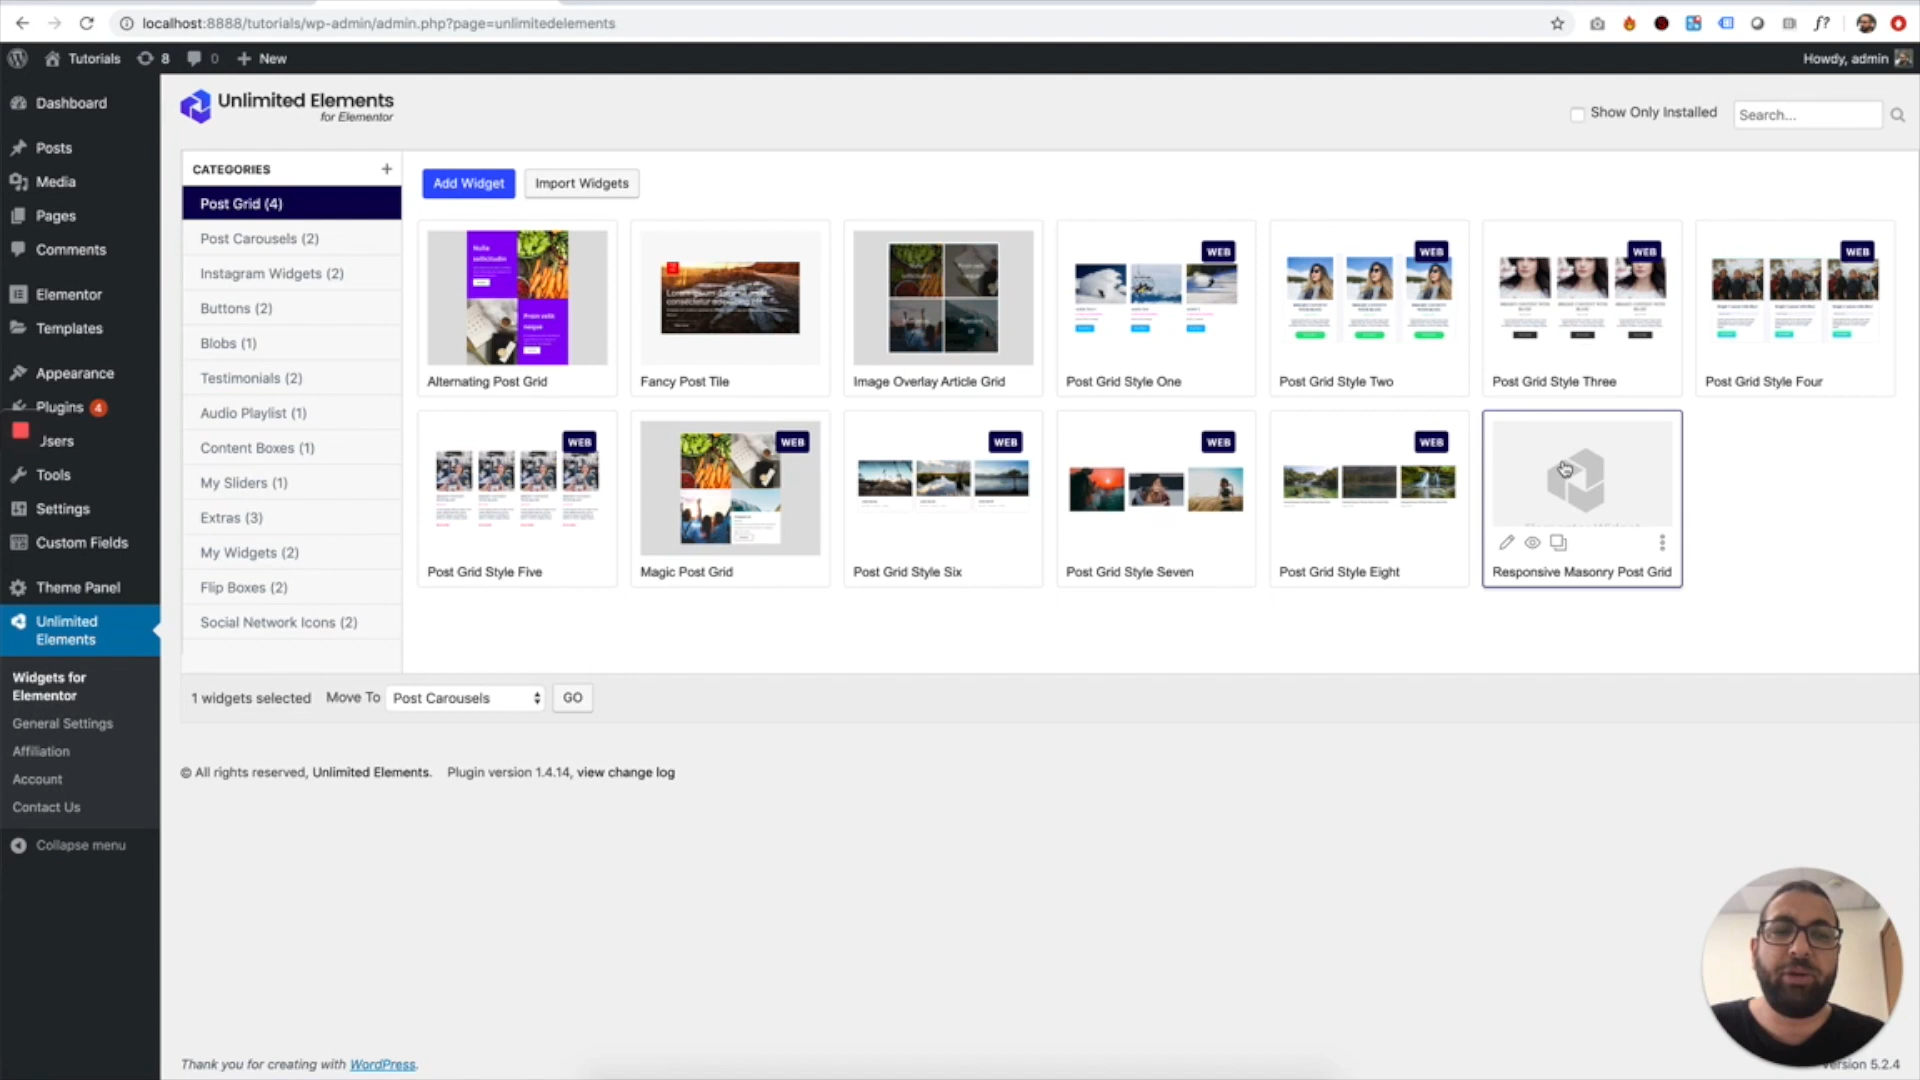 localhost:8888/tutorials/wp-admin/admin.php?page=unlimitedelements
f?
Tutorials
8
0
New
Howdy, admin
Dashboard
Posts
Media
Pages
Comments
Elementor
Templates
Appearance
Plugins 4
Jsers
Tools
Settings
Custom Fields
Theme Panel
Unlimited
Elements
Widgets for
Elementor
General Settings
Affiliation
Account
Contact Us
Collapse menu
Unlimited Elements
for Elementor
Show Only Installed
Search...
CATEGORIES
Post Grid (4)
Post Carousels (2)
Instagram Widgets (2)
Buttons (2)
Blobs (1)
Testimonials (2)
Audio Playlist (1)
Content Boxes (1)
My Sliders (1)
Extras (3)
My Widgets (2)
Flip Boxes (2)
Social Network Icons (2)
Add Widget
Import Widgets
Nulla
sollicitudin
Proin velit
neque
Alternating Post Grid
Fancy Post Tile
Image Overlay Article Grid
WEB
Post Grid Style One
WEB
Post Grid Style Two
WEB
Post Grid Style Three
WEB
Post Grid Style Four
WEB
Post Grid Style Five
WEB
Magic Post Grid
WEB
Post Grid Style Six
WEB
Post Grid Style Seven
WEB
Post Grid Style Eight
Responsive Masonry Post Grid
1 widgets selected
Move To
Post Carousels
GO
© All rights reserved, Unlimited Elements. Plugin version 1.4.14, view change log
Thank you for creating with WordPress.
Version 5.2.4